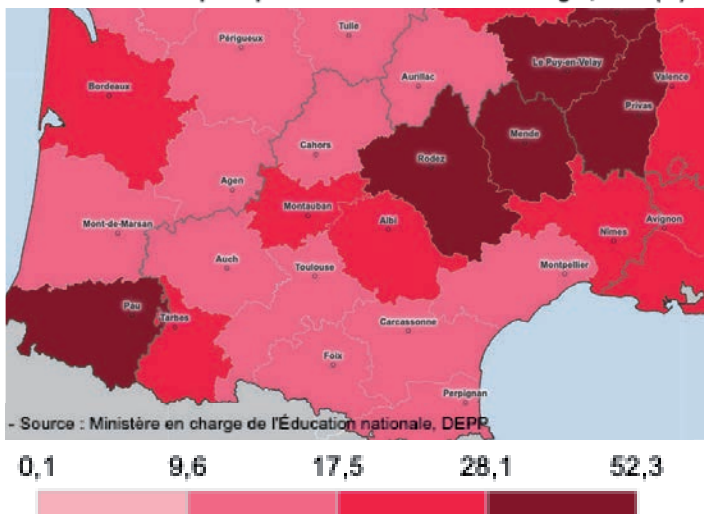 Tulle
Périgueux
Aurillac
Le Puy-en-Velay
Valence
Bordeaux
Privas
Mende
Cahors
Rodez
Agen
Montauban
Albi
Mont-de-Marsan
Nîmes
Avignon
Auch
Toulouse
Montpellier
Pau
Tarbes
Carcassonne
Foix
Perpignan
- Source : Ministère en charge de l'Éducation nationale, DEPP
0,1 9,6 17,5 28,1 52,3